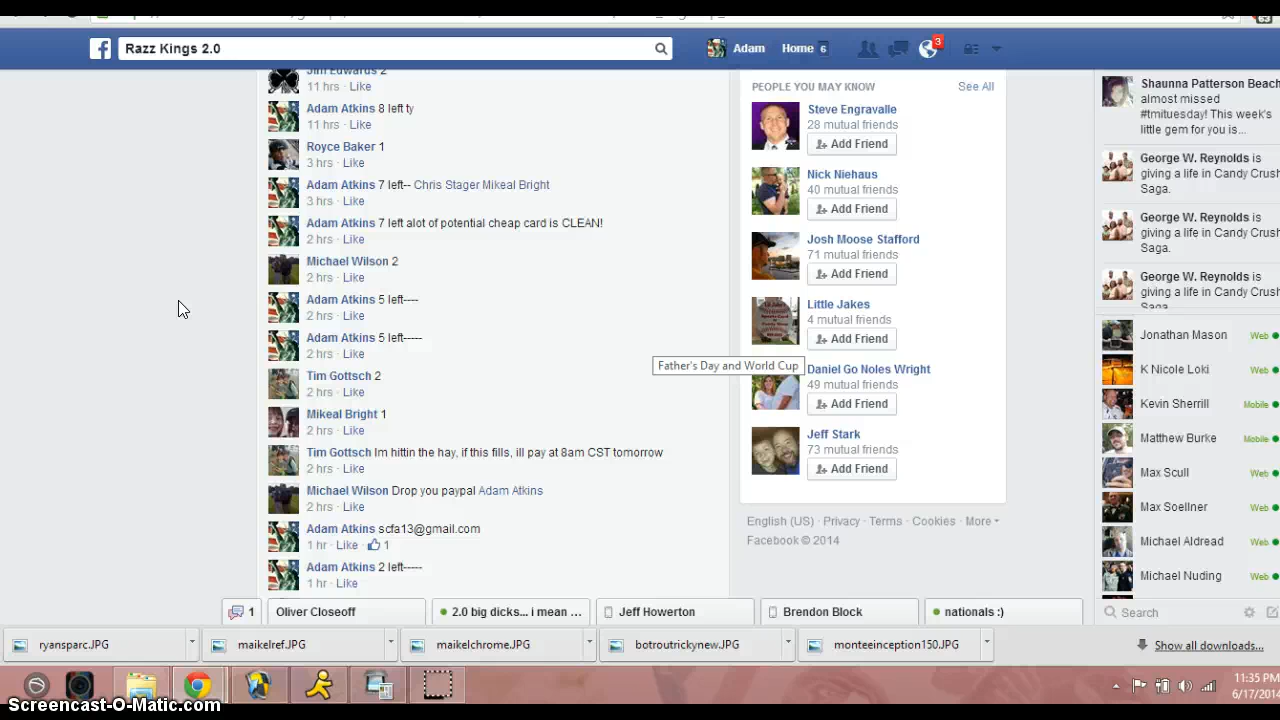 Razz Kings 2.0
Adam
Home 6
3
Jim Edwards 2
11 hrs · Like
Adam Atkins 8 left ty
11 hrs · Like
Royce Baker 1
3 hrs · Like
Adam Atkins 7 left-- Chris Stager Mikeal Bright
3 hrs · Like
Adam Atkins 7 left alot of potential cheap card is CLEAN!
2 hrs · Like
Michael Wilson 2
2 hrs · Like
Adam Atkins 5 left----
2 hrs · Like
Adam Atkins 5 left-----
2 hrs · Like
Tim Gottsch 2
2 hrs · Like
Mikeal Bright 1
2 hrs · Like
Tim Gottsch Im hittin the hay, if this fills, ill pay at 8am CST tomorrow
2 hrs · Like
Michael Wilson Drop you paypal Adam Atkins
2 hrs · Like
Adam Atkins scfa13@gmail.com
1 hr · Like · 1
Adam Atkins 2 left-----
1 hr · Like
PEOPLE YOU MAY KNOW See All
Steve Engravalle
28 mutual friends
Add Friend
Nick Niehaus
40 mutual friends
Add Friend
Josh Moose Stafford
71 mutual friends
Add Friend
Little Jakes
4 mutual friends
Add Friend
Father's Day and World Cup
Daniel Go Noles Wright
49 mutual friends
Add Friend
Jeff Stark
73 mutual friends
Add Friend
English (US) · Privacy · Terms · Cookies · More
Facebook © 2014
Shaunna Patterson Beach
almost missed
#tmituesday! This week's
little gem for you is...
George W. Reynolds is
giving a life in Candy Crush
Saga.
George W. Reynolds is
giving a life in Candy Crush
Saga.
George W. Reynolds is
giving a life in Candy Crush
Saga.
Jonathan Mason Web
K Nicole Loki Web
Kevin Sherrill Mobile
Matthew Burke Mobile
Max Scull Web
Max Soellner Web
Michael Aldread Web
Michael Nuding Web
Search
1
Oliver Closeoff
2.0 big dicks... i mean ...
Jeff Howerton
Brendon Block
nationals :)
ryansparc.JPG
maikelref.JPG
maikelchrome.JPG
botroutrickynew.JPG
monteeinception150.JPG
Show all downloads...
11:35 PM
6/17/2014
Screencast-O-Matic.com